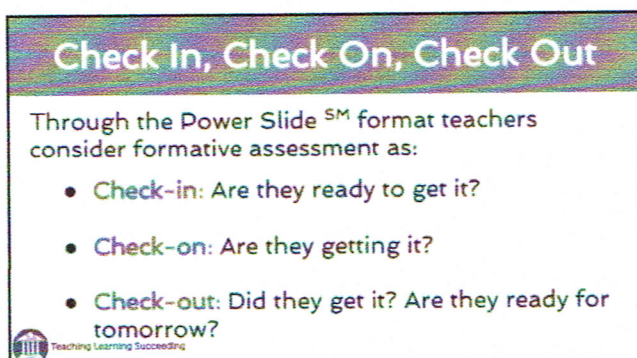 Check In, Check On, Check Out
Through the Power Slide ℠ format teachers
consider formative assessment as:
• Check-in: Are they ready to get it?
• Check-on: Are they getting it?
• Check-out: Did they get it? Are they ready for
tomorrow?
Teaching Learning Succeeding